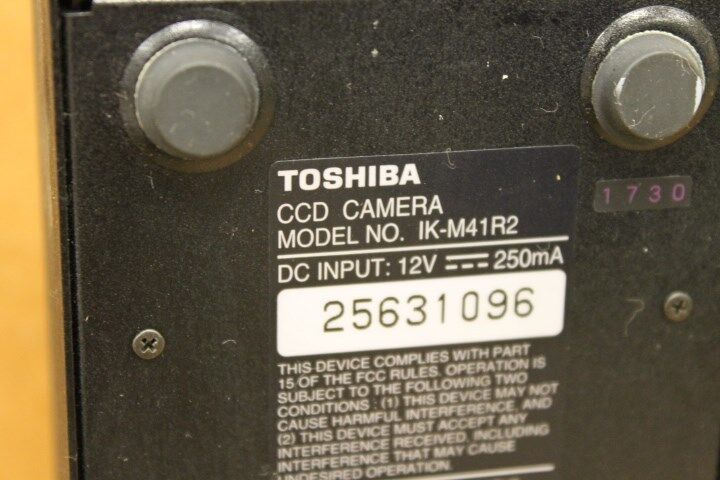 TOSHIBA
CCD CAMERA
MODEL NO. IK-M41R2
1730
DC INPUT: 12V ⎓ 250mA
25631096
THIS DEVICE COMPLIES WITH PART
15 OF THE FCC RULES. OPERATION IS
SUBJECT TO THE FOLLOWING TWO
CONDITIONS : (1) THIS DEVICE MAY NOT
CAUSE HARMFUL INTERFERENCE, AND
(2) THIS DEVICE MUST ACCEPT ANY
INTERFERENCE RECEIVED, INCLUDING
INTERFERENCE THAT MAY CAUSE
UNDESIRED OPERATION.